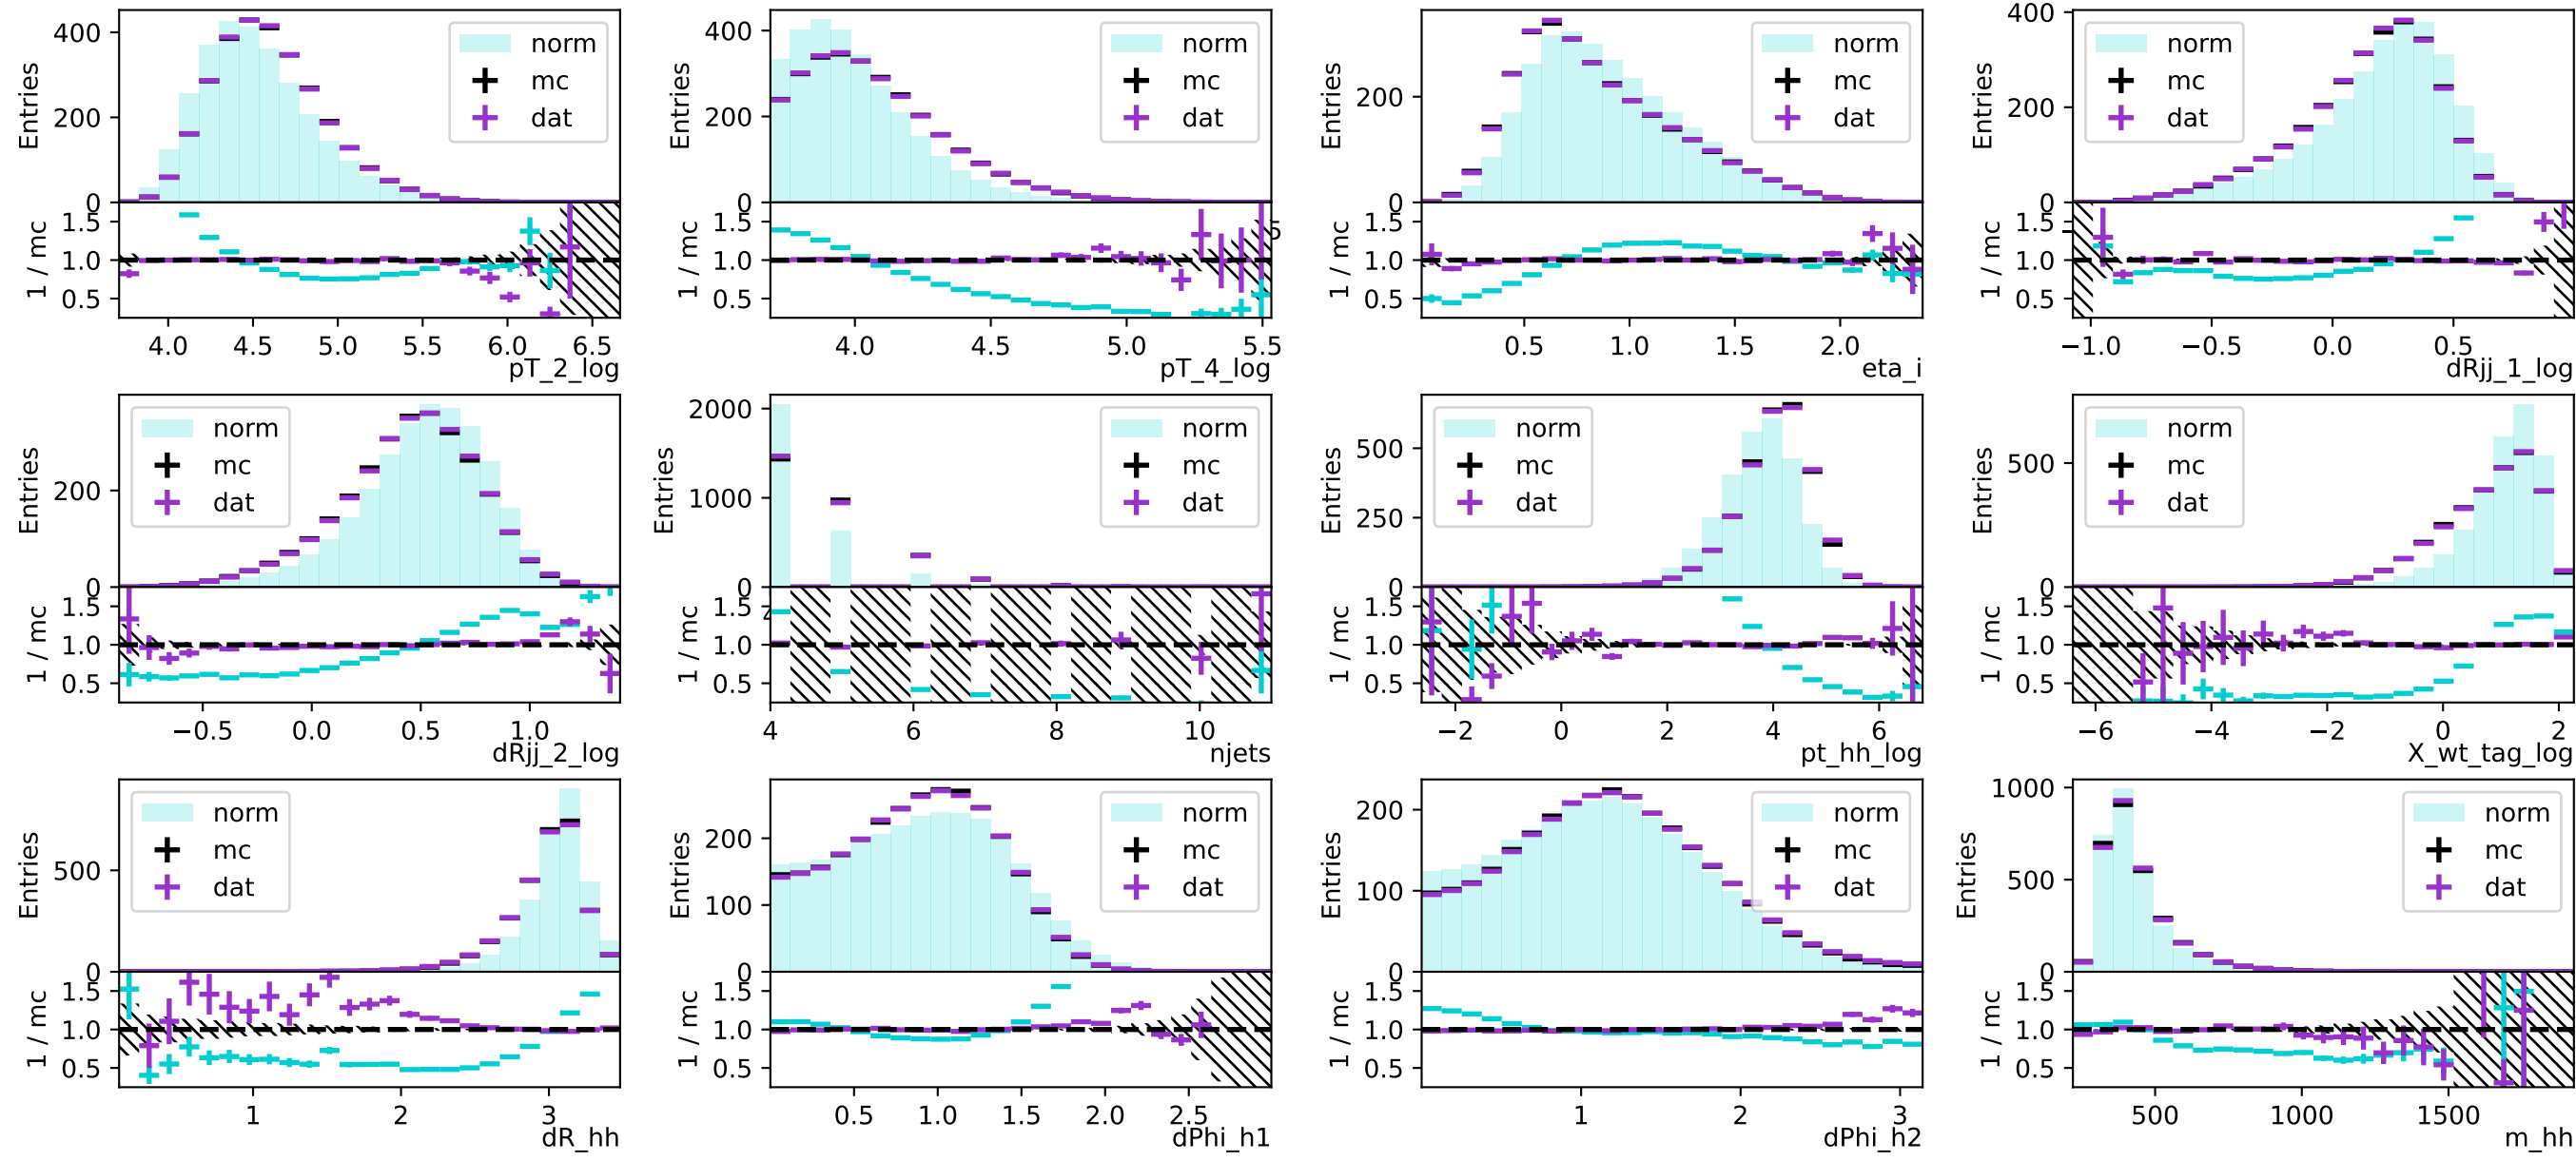 Entries
400
200
0
norm
mc
dat
1 / mc
1.5
1.0
0.5
4.0 4.5 5.0 5.5 6.0 6.5
pT_2_log
Entries
400
200
0
norm
mc
dat
1 / mc
1.5
1.0
0.5
4.0 4.5 5.0 5.5
pT_4_log
Entries
200
0
norm
mc
dat
1 / mc
1.5
1.0
0.5
0.5 1.0 1.5 2.0
eta_i
Entries
400
200
0
norm
mc
dat
1 / mc
1.5
1.0
0.5
−1.0 −0.5 0.0 0.5
dRjj_1_log
Entries
200
0
norm
mc
dat
1 / mc
1.5
1.0
0.5
−0.5 0.0 0.5 1.0
dRjj_2_log
Entries
2000
1000
0
norm
mc
dat
1 / mc
1.5
1.0
0.5
4 6 8 10
njets
Entries
500
250
0
norm
mc
dat
1 / mc
1.5
1.0
0.5
−2 0 2 4 6
pt_hh_log
Entries
500
0
norm
mc
dat
1 / mc
1.5
1.0
0.5
−6 −4 −2 0 2
X_wt_tag_log
Entries
500
0
norm
mc
dat
1 / mc
1.5
1.0
0.5
1 2 3
dR_hh
Entries
200
100
0
norm
mc
dat
1 / mc
1.5
1.0
0.5
0.5 1.0 1.5 2.0 2.5
dPhi_h1
Entries
200
100
0
norm
mc
dat
1 / mc
1.5
1.0
0.5
1 2 3
dPhi_h2
Entries
1000
500
0
norm
mc
dat
1 / mc
1.5
1.0
0.5
500 1000 1500
m_hh